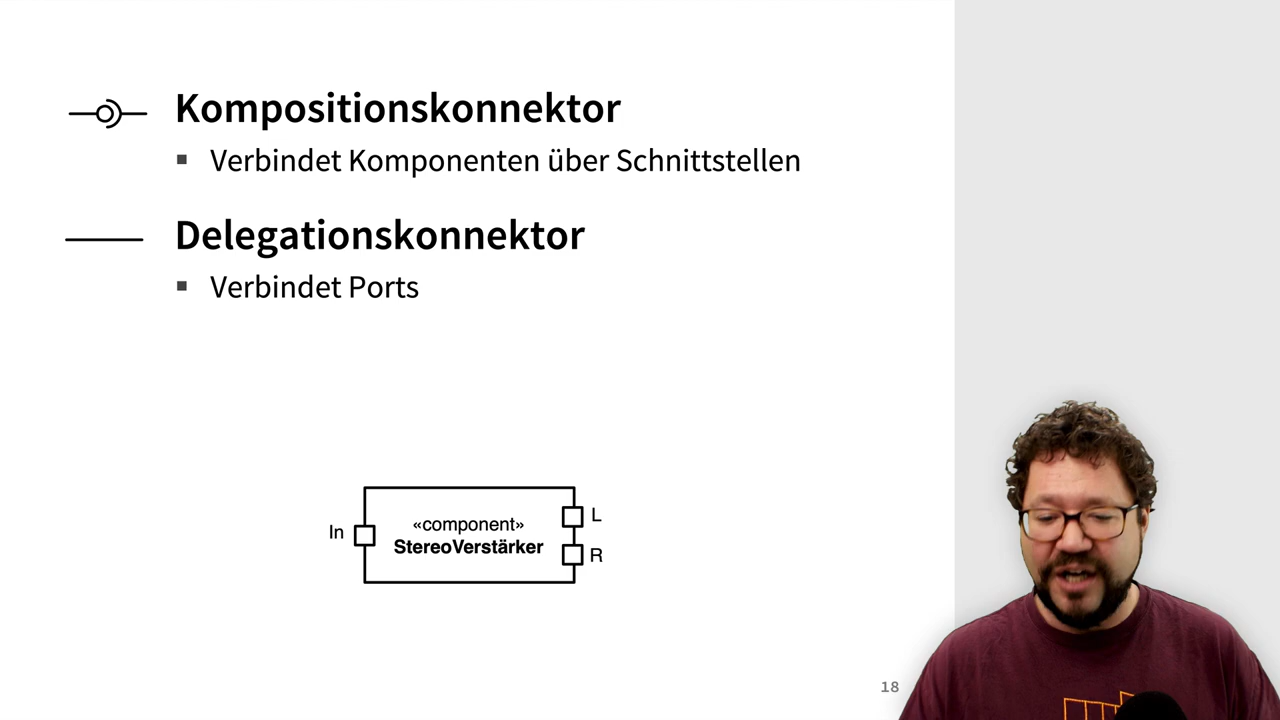 Kompositionskonnektor
▪ Verbindet Komponenten über Schnittstellen
Delegationskonnektor
▪ Verbindet Ports
In
«component»
StereoVerstärker
L
R
18